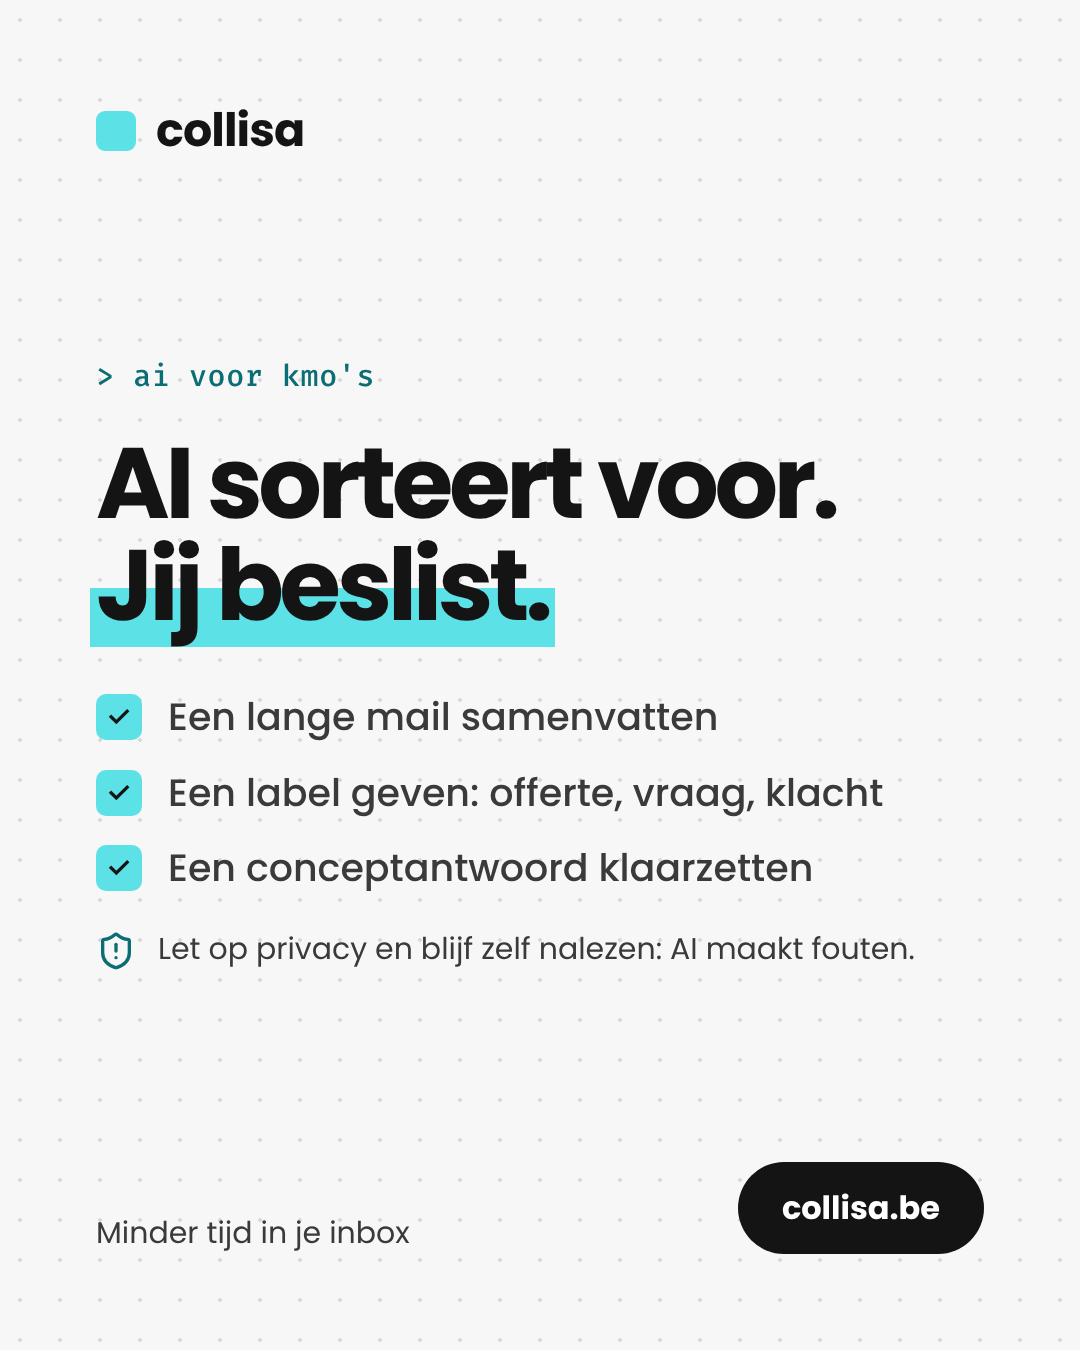 collisa
> ai voor kmo's
AI sorteert voor.
Jij beslist.
Een lange mail samenvatten
Een label geven: offerte, vraag, klacht
Een conceptantwoord klaarzetten
Let op privacy en blijf zelf nalezen: AI maakt fouten.
Minder tijd in je inbox
collisa.be